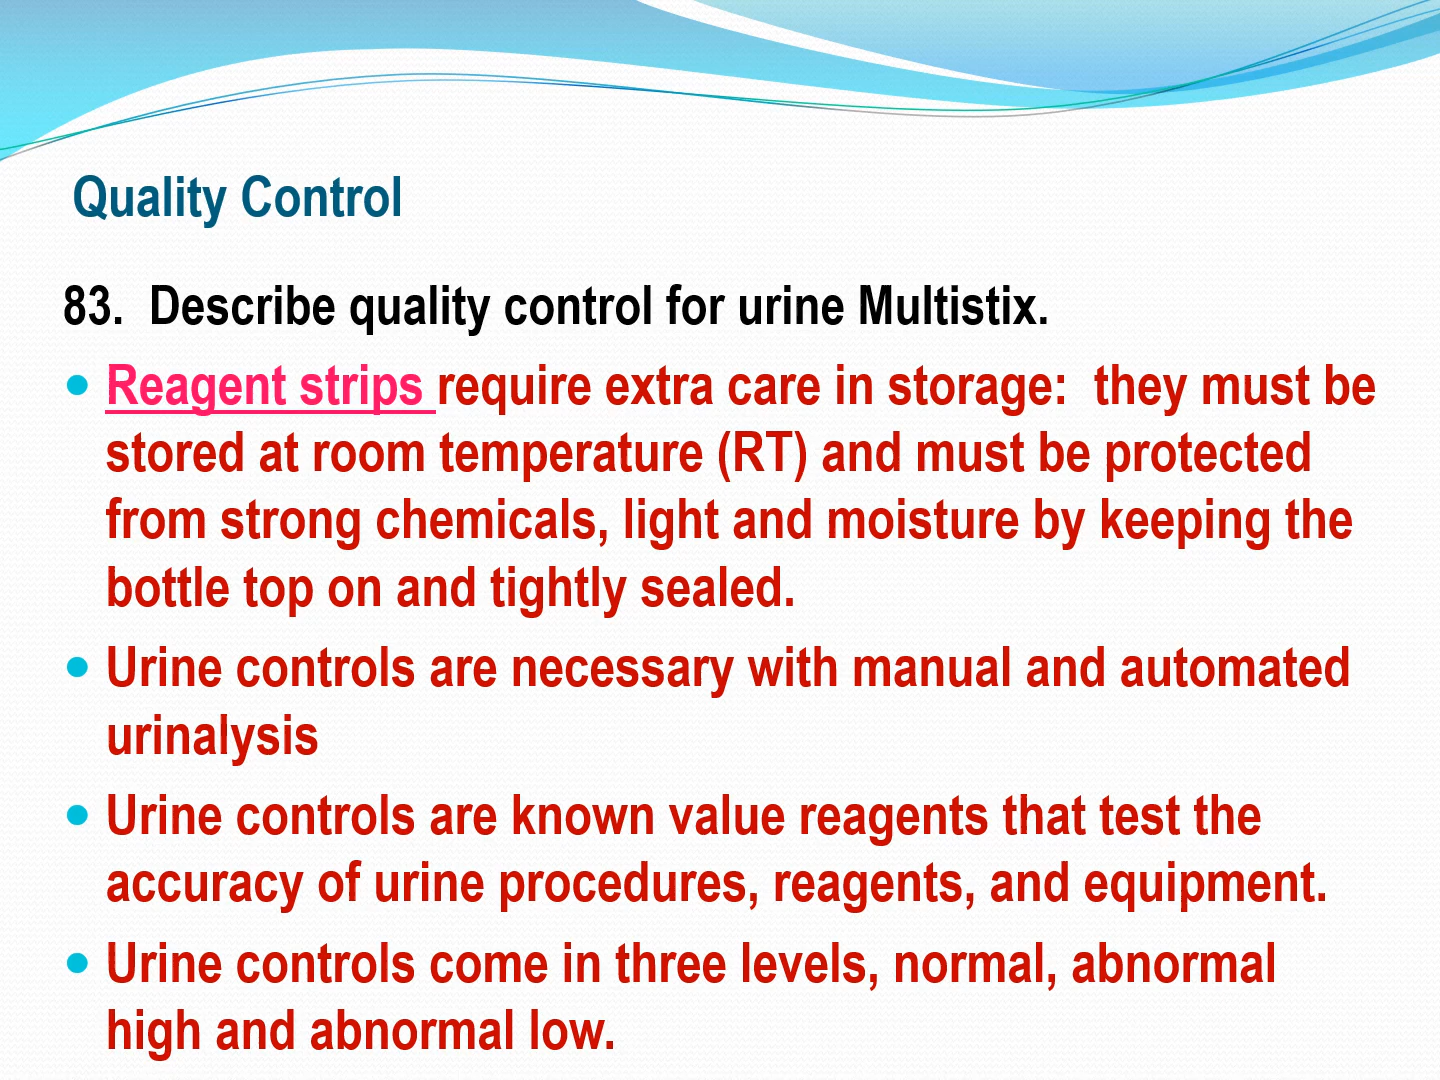 Quality Control
83.  Describe quality control for urine Multistix.
Reagent strips require extra care in storage:  they must be
stored at room temperature (RT) and must be protected
from strong chemicals, light and moisture by keeping the
bottle top on and tightly sealed.
Urine controls are necessary with manual and automated
urinalysis
Urine controls are known value reagents that test the
accuracy of urine procedures, reagents, and equipment.
Urine controls come in three levels, normal, abnormal
high and abnormal low.